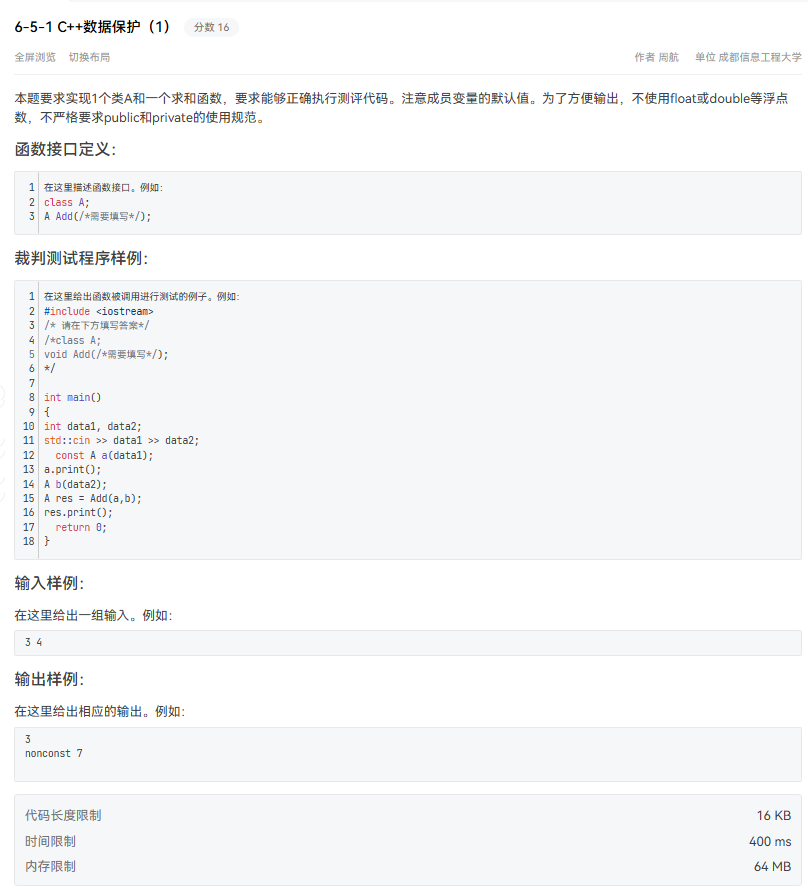 6-5-1 C++数据保护（1） 分数 16
全屏浏览 切换布局 作者 周航 单位 成都信息工程大学
本题要求实现1个类A和一个求和函数，要求能够正确执行测评代码。注意成员变量的默认值。为了方便输出，不使用float或double等浮点
数，不严格要求public和private的使用规范。
函数接口定义：
1 在这里描述函数接口。例如：
2 class A;
3 A Add(/*需要填写*/);
裁判测试程序样例：
1 在这里给出函数被调用进行测试的例子。例如：
2 #include <iostream>
3 /* 请在下方填写答案*/
4 /*class A;
5 void Add(/*需要填写*/);
6 */
7
8 int main()
9 {
10 int data1, data2;
11 std::cin >> data1 >> data2;
12 const A a(data1);
13 a.print();
14 A b(data2);
15 A res = Add(a,b);
16 res.print();
17 return 0;
18 }
输入样例：
在这里给出一组输入。例如：
3 4
输出样例：
在这里给出相应的输出。例如：
3
nonconst 7
代码长度限制 16 KB
时间限制 400 ms
内存限制 64 MB